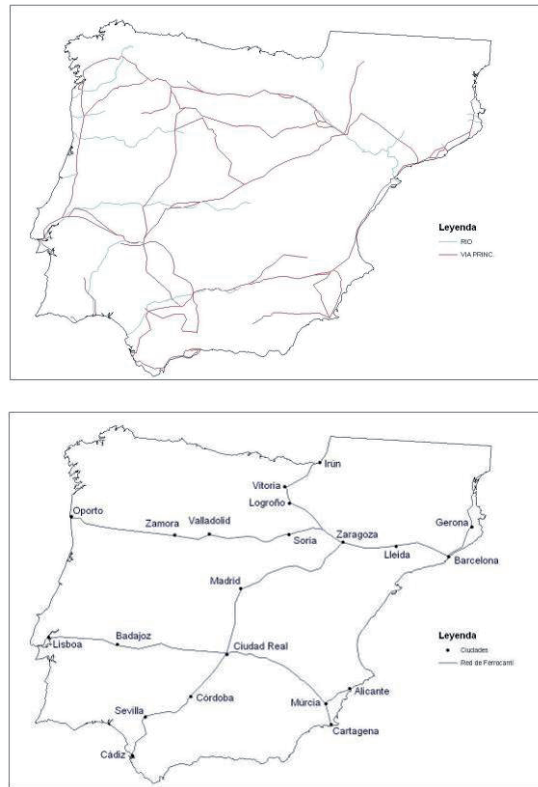 Leyenda
RIO
VIA PRINC.
Irún
Vitoria
Logroño
Oporto
Zamora
Valladolid
Soria
Zaragoza
Gerona
Lleida
Barcelona
Madrid
Lisboa
Badajoz
Ciudad Real
Leyenda
Ciudades
Red de Ferrocarril
Córdoba
Múrcia
Alicante
Sevilla
Cartagena
Cádiz